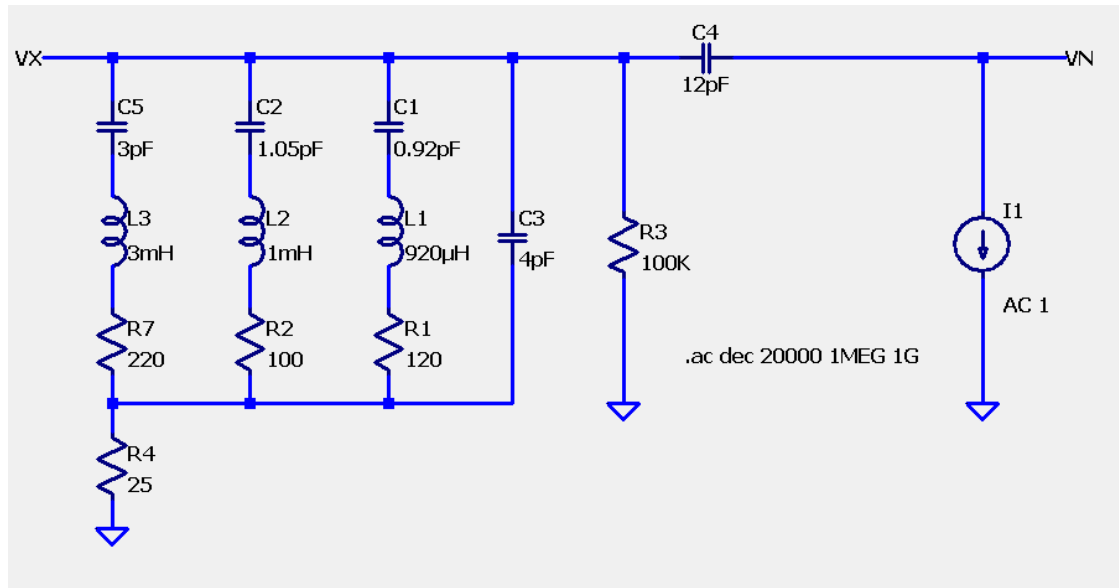 C4
VX
VN
12pF
C5
C2
C1
3pF
1.05pF
0.92pF
I1
L3
L2
L1
C3
R3
3mH
1mH
920µH
4pF
100K
AC 1
R7
R2
R1
220
100
120
.ac dec 20000 1MEG 1G
R4
25